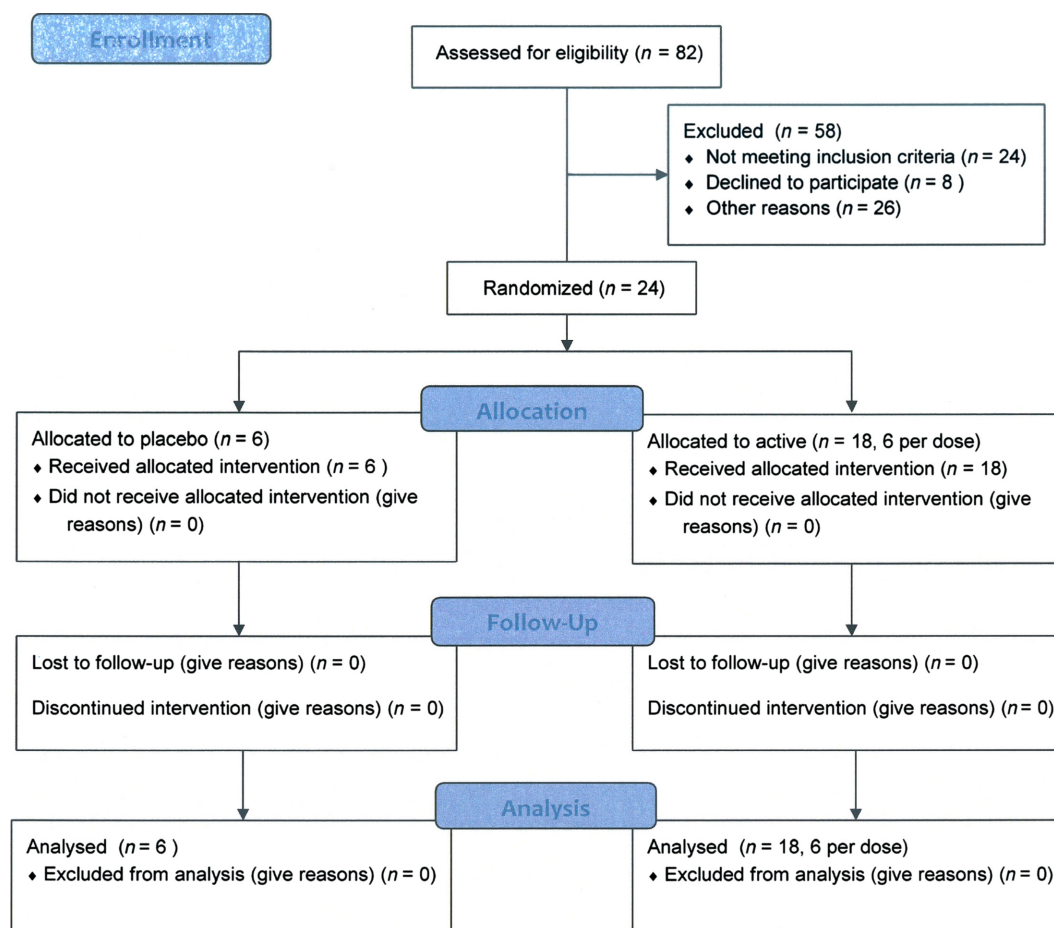 Enrollment
Assessed for eligibility (n = 82)
Excluded (n = 58)
♦ Not meeting inclusion criteria (n = 24)
♦ Declined to participate (n = 8 )
♦ Other reasons (n = 26)
Randomized (n = 24)
Allocation
Allocated to placebo (n = 6)
♦ Received allocated intervention (n = 6 )
♦ Did not receive allocated intervention (give
reasons) (n = 0)
Allocated to active (n = 18, 6 per dose)
♦ Received allocated intervention (n = 18)
♦ Did not receive allocated intervention (give
reasons) (n = 0)
Follow-Up
Lost to follow-up (give reasons) (n = 0)
Discontinued intervention (give reasons) (n = 0)
Lost to follow-up (give reasons) (n = 0)
Discontinued intervention (give reasons) (n = 0)
Analysis
Analysed (n = 6 )
♦ Excluded from analysis (give reasons) (n = 0)
Analysed (n = 18, 6 per dose)
♦ Excluded from analysis (give reasons) (n = 0)